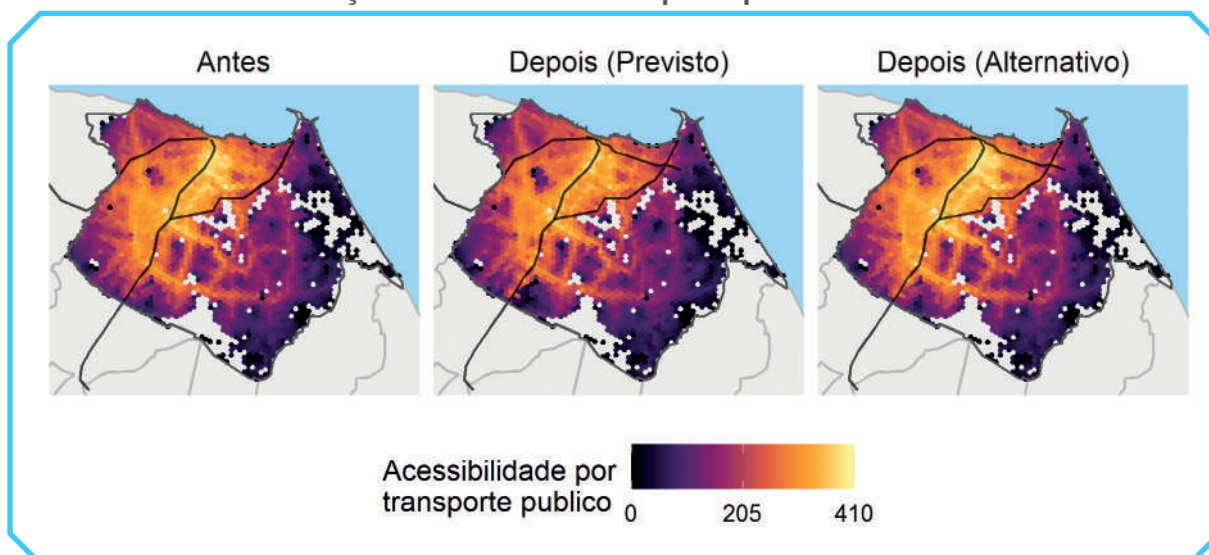 Antes
Depois (Previsto)
Depois (Alternativo)
Acessibilidade por
transporte publico
0
205
410